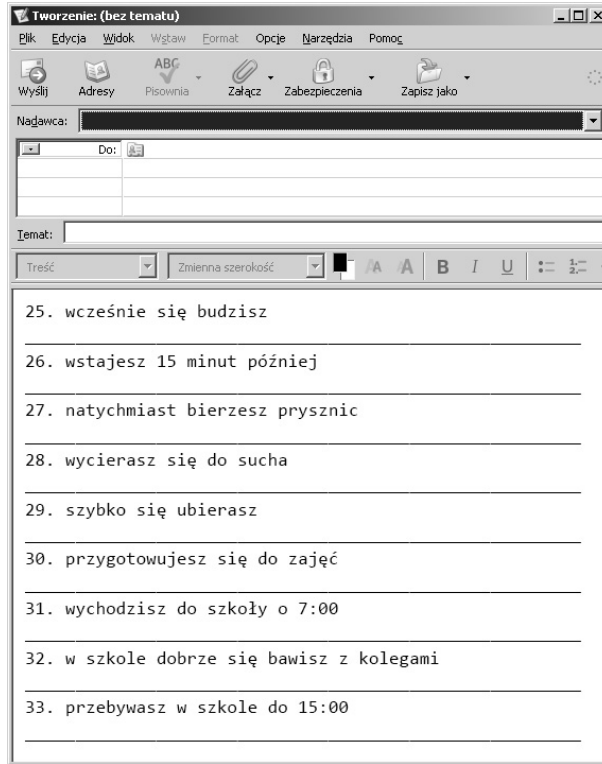 Tworzenie: (bez tematu)
Plik Edycja Widok Wstaw Format Opcje Narzędzia Pomoc
ABC
Wyślij Adresy Pisownia Załącz Zabezpieczenia Zapisz jako
Nadawca:
Do:
Temat:
Treść Zmienna szerokość A A B I U
25. wcześnie się budzisz
26. wstajesz 15 minut później
27. natychmiast bierzesz prysznic
28. wycierasz się do sucha
29. szybko się ubierasz
30. przygotowujesz się do zajęć
31. wychodzisz do szkoły o 7:00
32. w szkole dobrze się bawisz z kolegami
33. przebywasz w szkole do 15:00